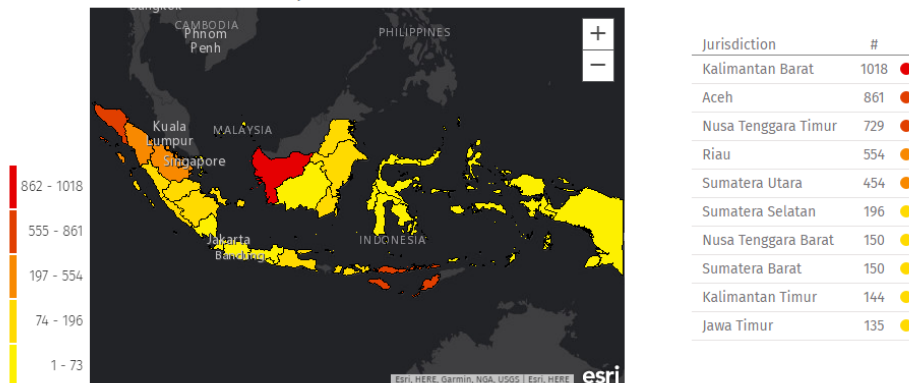 Bangkok
CAMBODIA
Phnom
Penh
PHILIPPINES
+
−
Kuala
Lumpur
MALAYSIA
Singapore
Jakarta
Bandung
INDONESIA
Esri, HERE, Garmin, NGA, USGS | Esri, HERE
esri
862 - 1018
555 - 861
197 - 554
74 - 196
1 - 73
Jurisdiction #
Kalimantan Barat 1018
Aceh 861
Nusa Tenggara Timur 729
Riau 554
Sumatera Utara 454
Sumatera Selatan 196
Nusa Tenggara Barat 150
Sumatera Barat 150
Kalimantan Timur 144
Jawa Timur 135